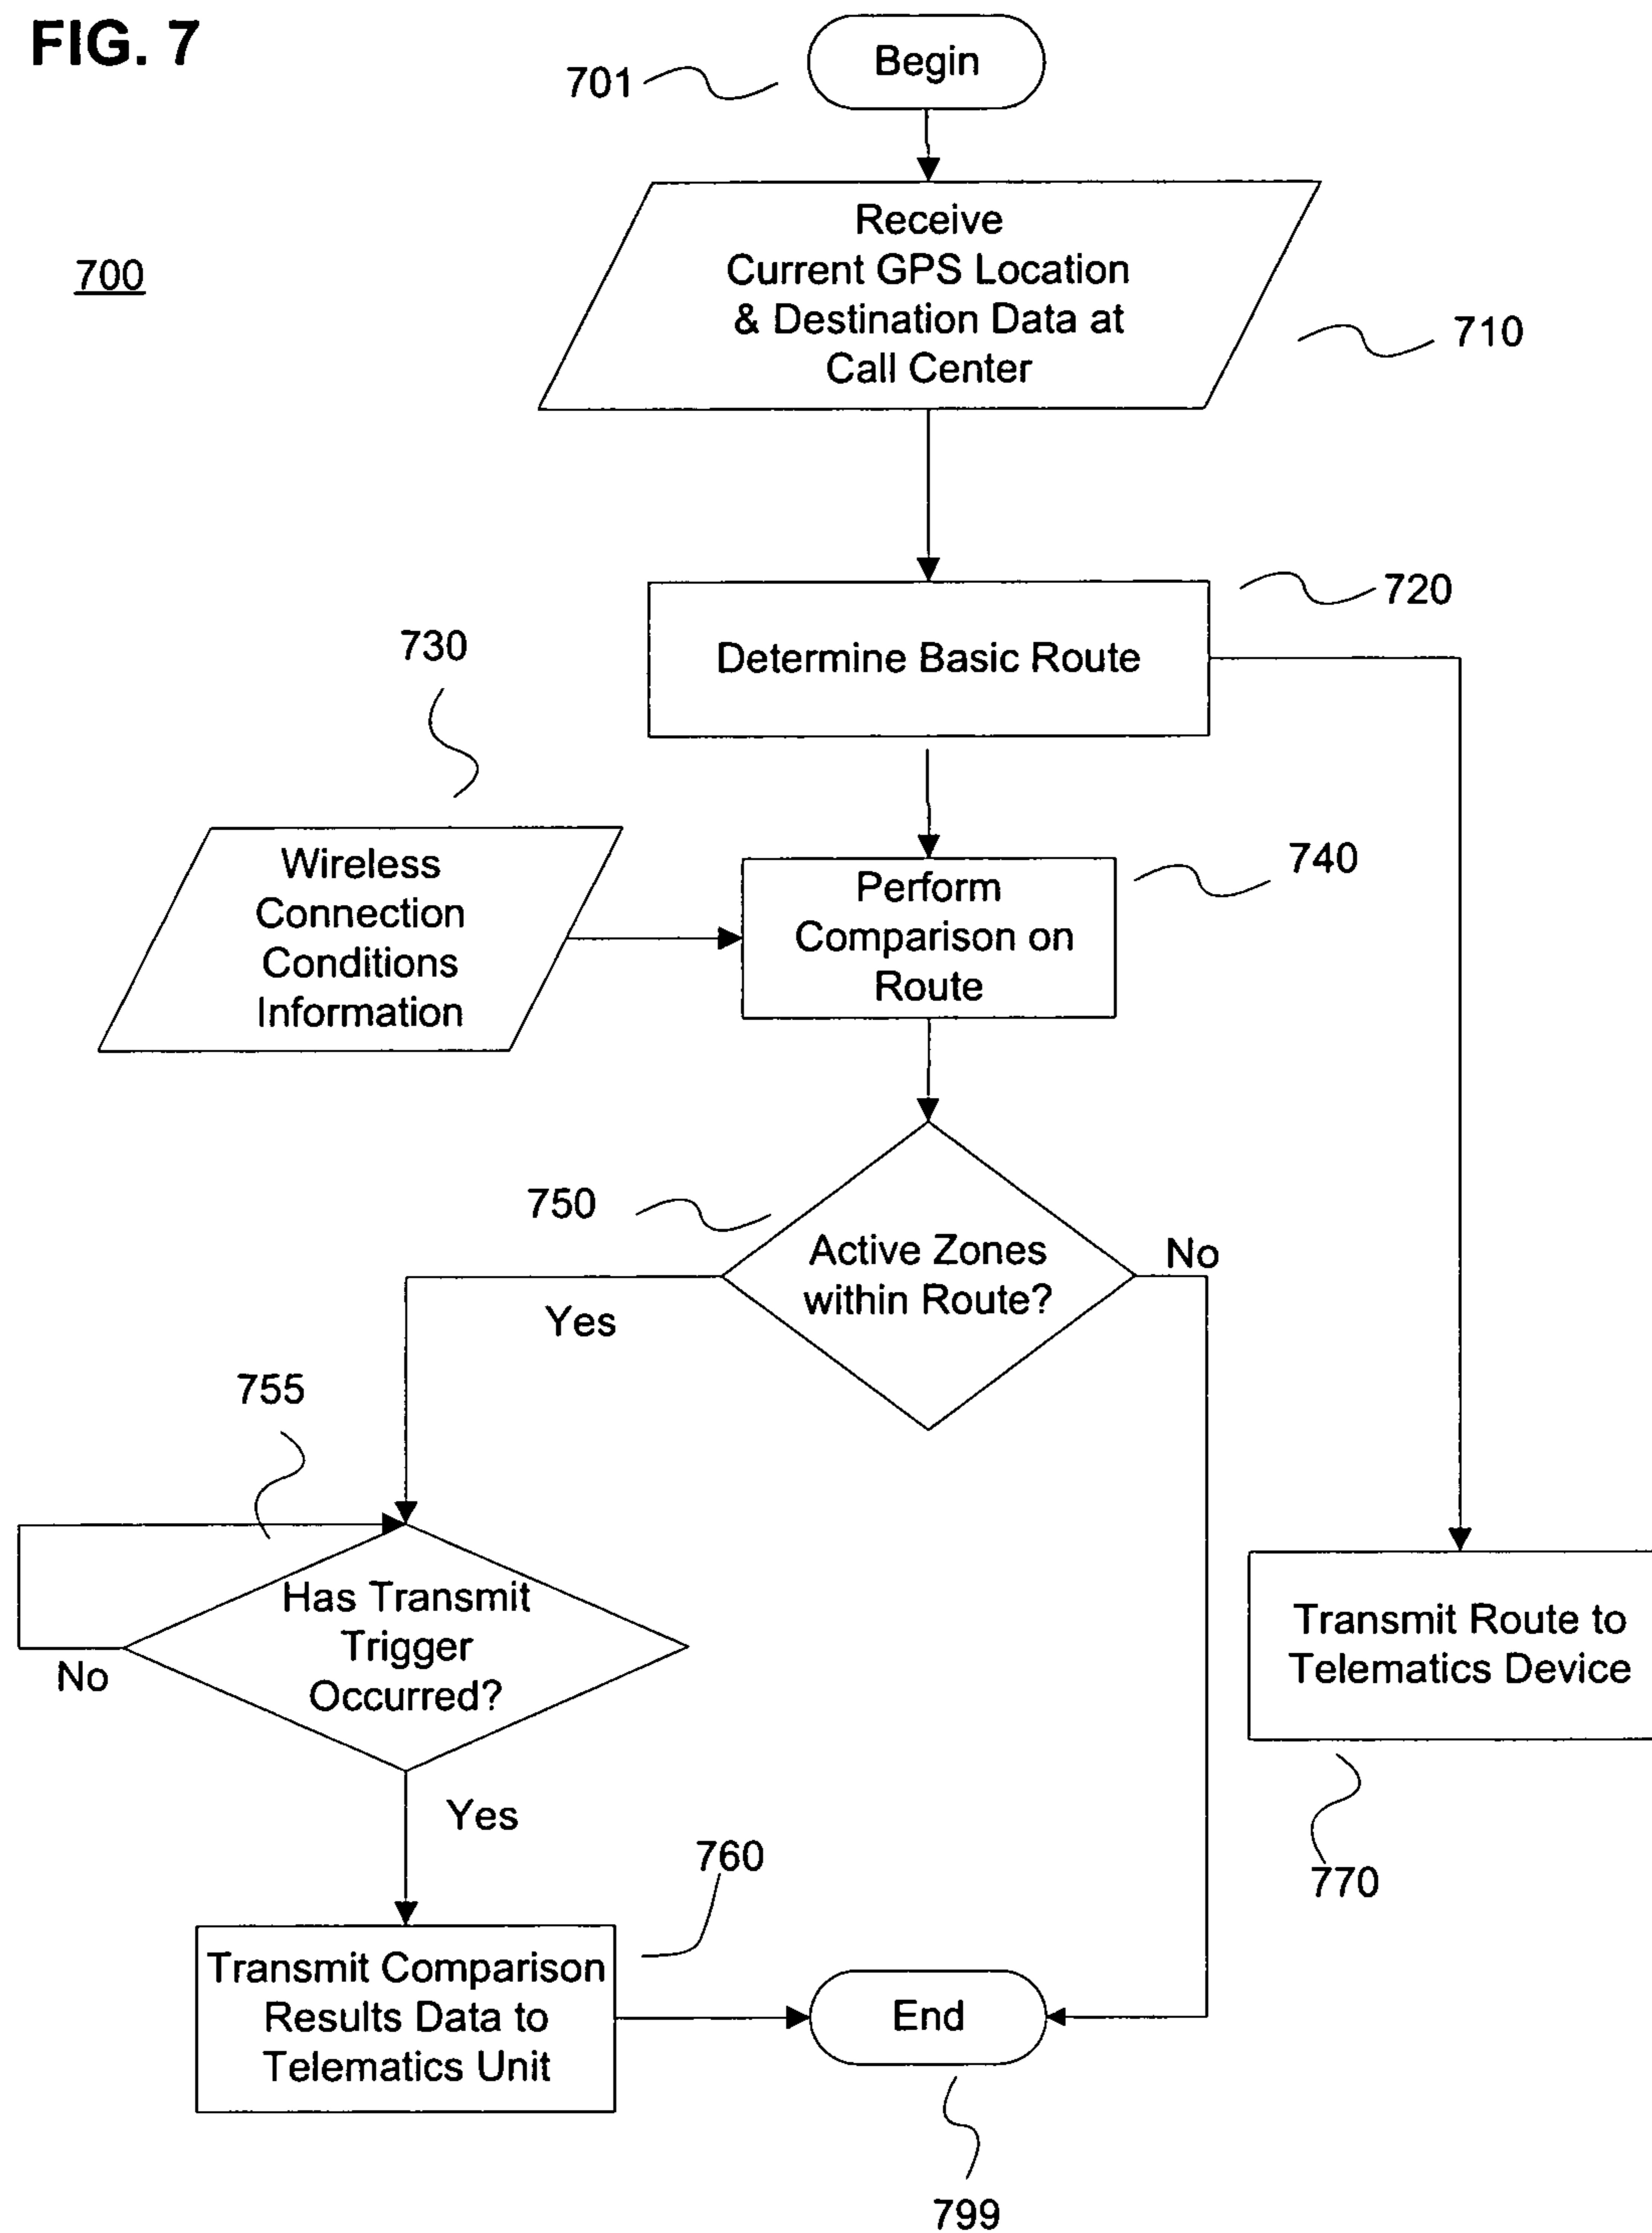 FIG. 7
Begin
701
Receive
Current GPS Location
& Destination Data at
Call Center
700
710
720
Determine Basic Route
730
Wireless
Connection
Conditions
Information
740
Perform
Comparison on
Route
750
Active Zones
within Route?
No
Yes
755
Has Transmit
Trigger
Occurred?
No
Yes
Transmit Route to
Telematics Device
770
760
Transmit Comparison
Results Data to
Telematics Unit
End
799